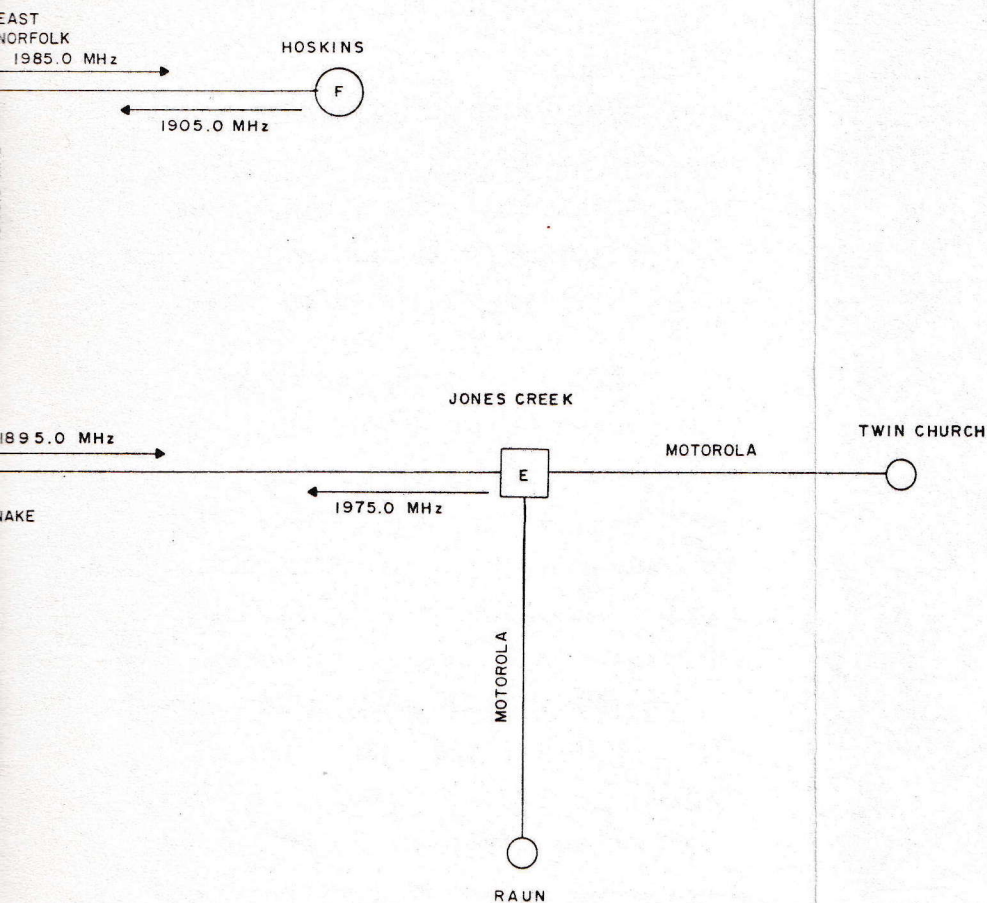 EAST
NORFOLK
1985.0 MHz
HOSKINS
F
1905.0 MHz
JONES CREEK
1895.0 MHz
MOTOROLA
TWIN CHURCH
E
1975.0 MHz
MOTOROLA
RAUN